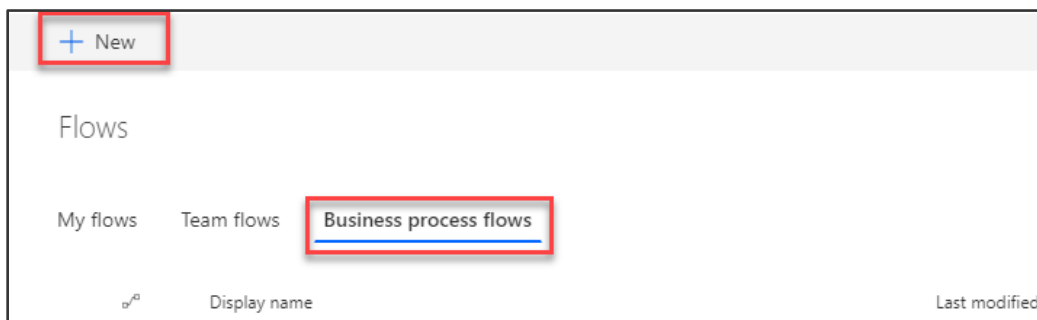 + New
Flows
My flows Team flows Business process flows
Display name Last modified